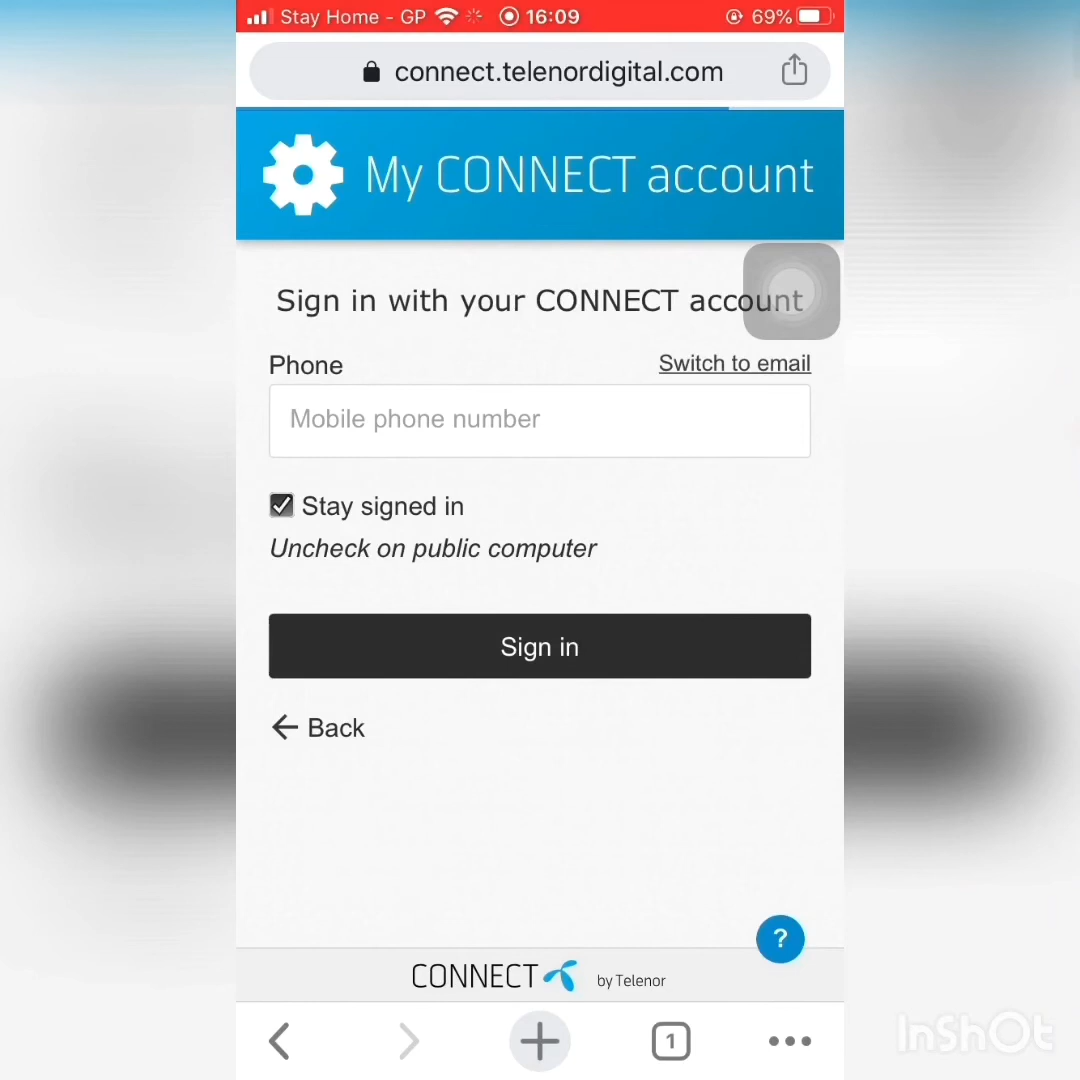 Stay Home - GP 16:09 69%
connect.telenordigital.com
My CONNECT account
Sign in with your CONNECT account
Phone Switch to email
Mobile phone number
Stay signed in
Uncheck on public computer
Sign in
Back
?
CONNECT by Telenor
1
InShOt